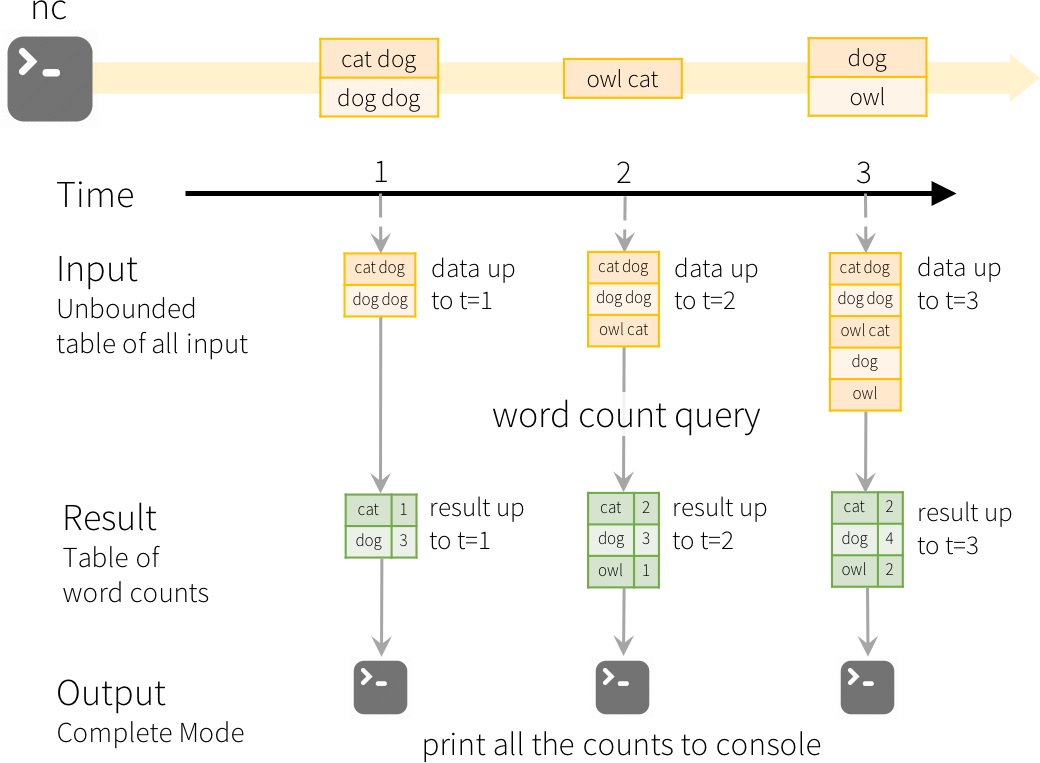 nc
cat dog
dog dog
owl cat
dog
owl
Time
1
2
3
Input
Unbounded
table of all input
cat dog
dog dog
data up
to t=1
cat dog
dog dog
owl cat
data up
to t=2
cat dog
dog dog
owl cat
dog
owl
data up
to t=3
word count query
Result
Table of
word counts
cat 1
dog 3
result up
to t=1
cat 2
dog 3
owl 1
result up
to t=2
cat 2
dog 4
owl 2
result up
to t=3
Output
Complete Mode
print all the counts to console